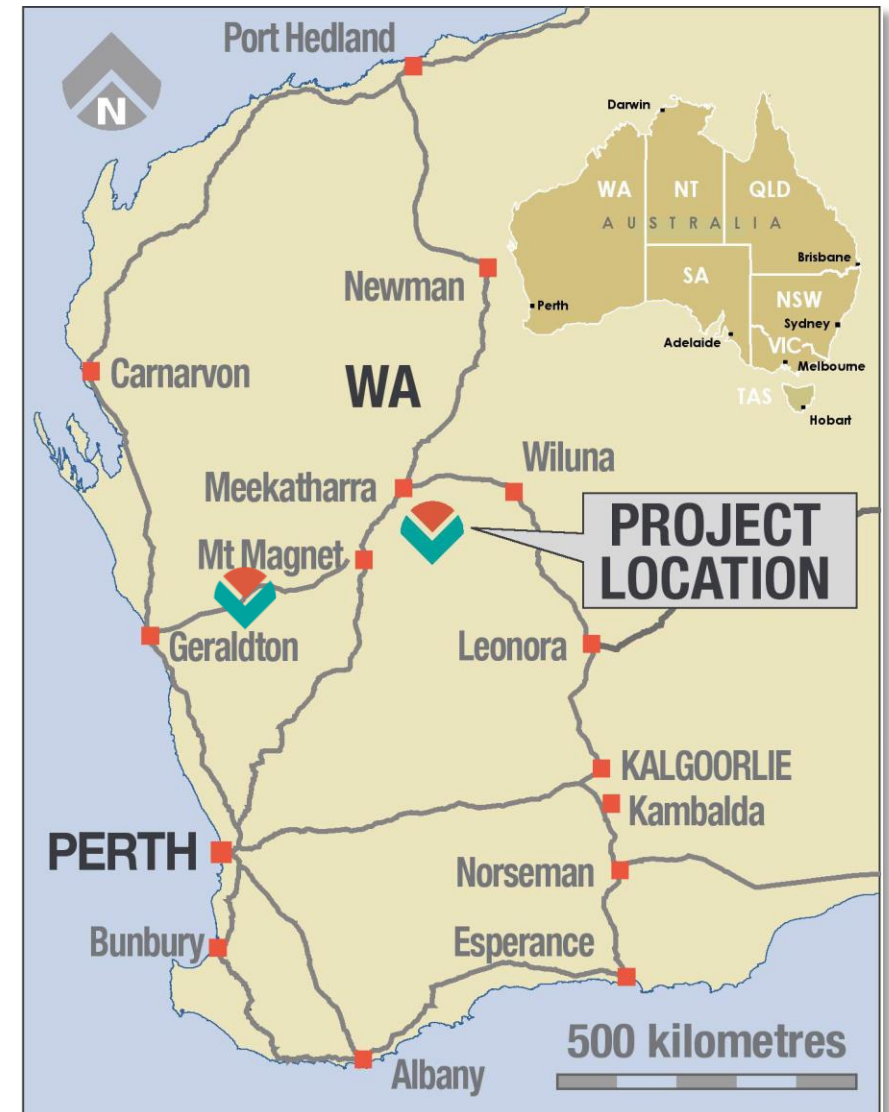 Port Hedland
N
Darwin
WA
NT
QLD
AUSTRALIA
Brisbane
Perth
SA
NSW
Sydney
Adelaide
VIC
Melbourne
TAS
Hobart
Newman
Carnarvon
WA
Wiluna
Meekatharra
PROJECT
LOCATION
Mt Magnet
Geraldton
Leonora
KALGOORLIE
Kambalda
PERTH
Norseman
Bunbury
Esperance
500 kilometres
Albany